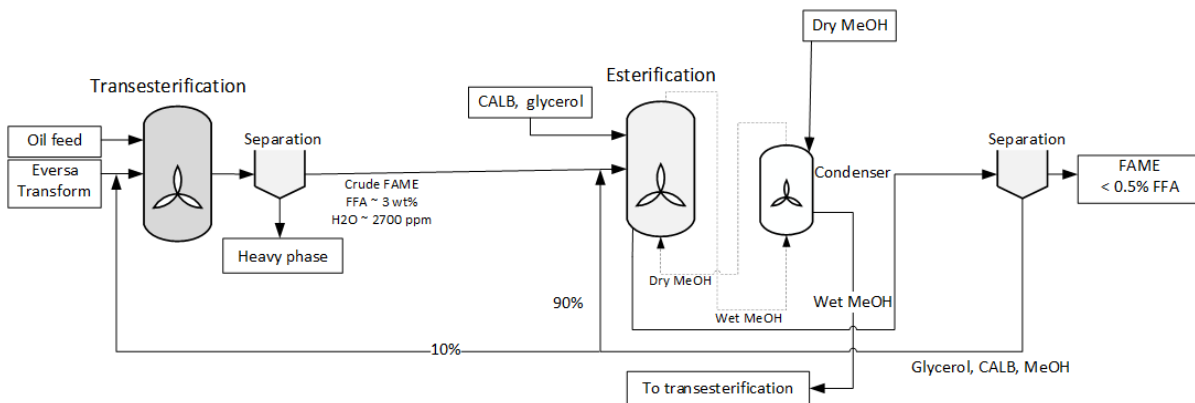 Dry MeOH
Transesterification
Esterification
CALB, glycerol
Oil feed
Separation
Separation
Eversa
Transform
Condenser
FAME
< 0.5% FFA
Crude FAME
FFA ~ 3 wt%
H2O ~ 2700 ppm
Heavy phase
Dry MeOH
Wet MeOH
Wet MeOH
90%
10%
Glycerol, CALB, MeOH
To transesterification